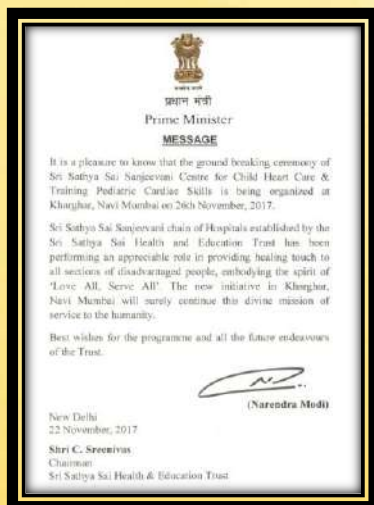 प्रधान मंत्री
Prime Minister
MESSAGE
It is a pleasure to know that the ground breaking ceremony of
Sri Sathya Sai Sanjeevani Centre for Child Heart Care &
Training Pediatric Cardiac Skills is being organized at
Kharghar, Navi Mumbai on 26th November, 2017.
Sri Sathya Sai Sanjeevani chain of Hospitals established by the
Sri Sathya Sai Health and Education Trust has been
performing an appreciable role in providing healing touch to
all sections of disadvantaged people, embodying the spirit of
'Love All, Serve All'. The new initiative in Kharghar,
Navi Mumbai will surely continue this divine mission of
service to the humanity.
Best wishes for the programme and all the future endeavours
of the Trust.
(Narendra Modi)
New Delhi
22 November, 2017
Shri C. Sreenivas
Chairman
Sri Sathya Sai Health & Education Trust